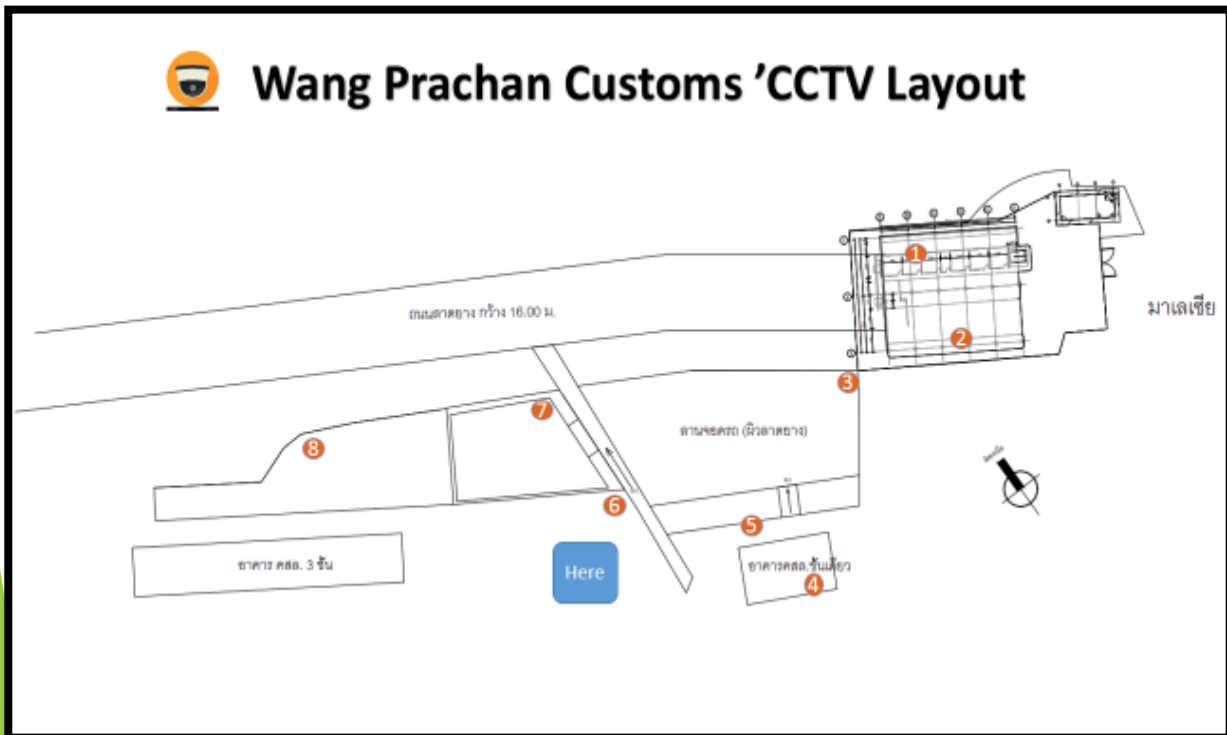 Wang Prachan Customs ’CCTV Layout
1
มาเลเซีย
ถนนลาดยาง กว้าง 16.00 ม.
2
3
7
ลานจอดรถ (ผิวลาดยาง)
8
6
5
อาคาร คสล. 3 ชั้น
Here
อาคารคสล.ชั้นเดียว
4